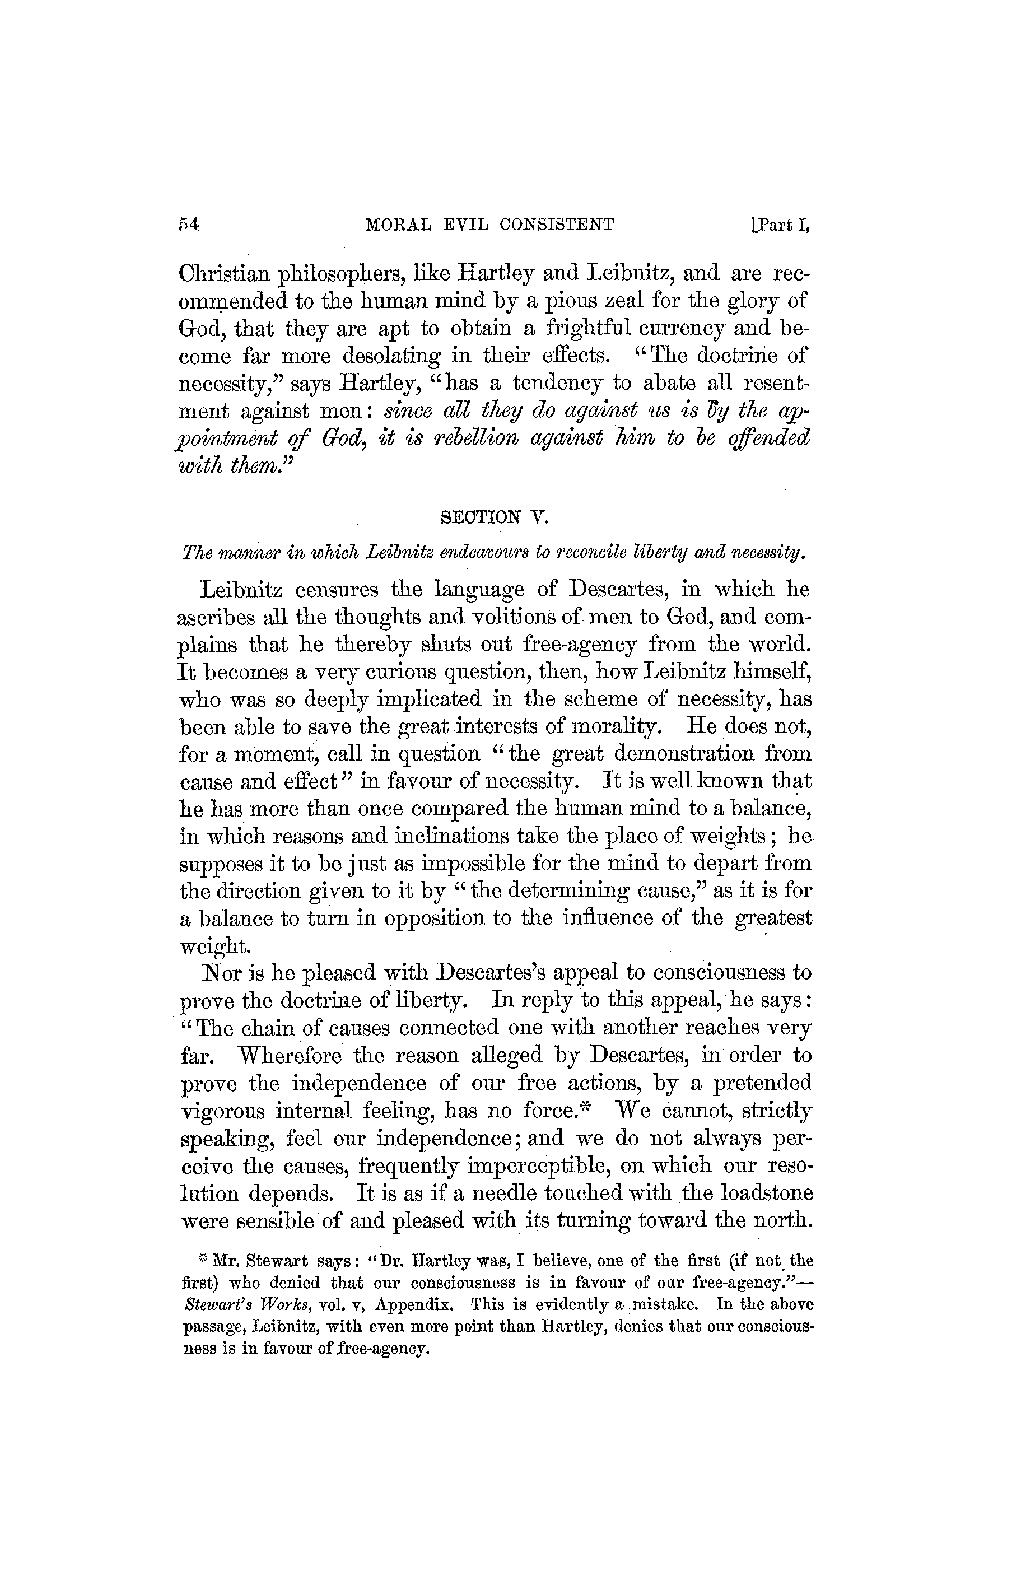 54 MORAL EVIL CONSISTENT [Part I,
Christian philosophers, like Hartley and Leibnitz, and are rec-
ommended to the human mind by a pious zeal for the glory of
God, that they are apt to obtain a frightful currency and be-
come far more desolating in their effects. "The doctrine of
necessity," says Hartley, "has a tendency to abate all resent-
ment against men: since all they do against us is by the ap-
pointment of God, it is rebellion against him to be offended
with them."
SECTION V.
The manner in which Leibnitz endeavours to reconcile liberty and necessity.
Leibnitz censures the language of Descartes, in which he
ascribes all the thoughts and volitions of men to God, and com-
plains that he thereby shuts out free-agency from the world.
It becomes a very curious question, then, how Leibnitz himself,
who was so deeply implicated in the scheme of necessity, has
been able to save the great interests of morality. He does not,
for a moment, call in question "the great demonstration from
cause and effect" in favour of necessity. It is well known that
he has more than once compared the human mind to a balance,
in which reasons and inclinations take the place of weights; he
supposes it to be just as impossible for the mind to depart from
the direction given to it by "the determining cause," as it is for
a balance to turn in opposition to the influence of the greatest
weight.
Nor is he pleased with Descartes's appeal to consciousness to
prove the doctrine of liberty. In reply to this appeal, he says:
"The chain of causes connected one with another reaches very
far. Wherefore the reason alleged by Descartes, in order to
prove the independence of our free actions, by a pretended
vigorous internal feeling, has no force.* We cannot, strictly
speaking, feel our independence; and we do not always per-
ceive the causes, frequently imperceptible, on which our reso-
lution depends. It is as if a needle touched with the loadstone
were sensible of and pleased with its turning toward the north.
* Mr. Stewart says: "Dr. Hartley was, I believe, one of the first (if not the
first) who denied that our consciousness is in favour of our free-agency."—
Stewart's Works, vol. v, Appendix. This is evidently a mistake. In the above
passage, Leibnitz, with even more point than Hartley, denies that our conscious-
ness is in favour of free-agency.